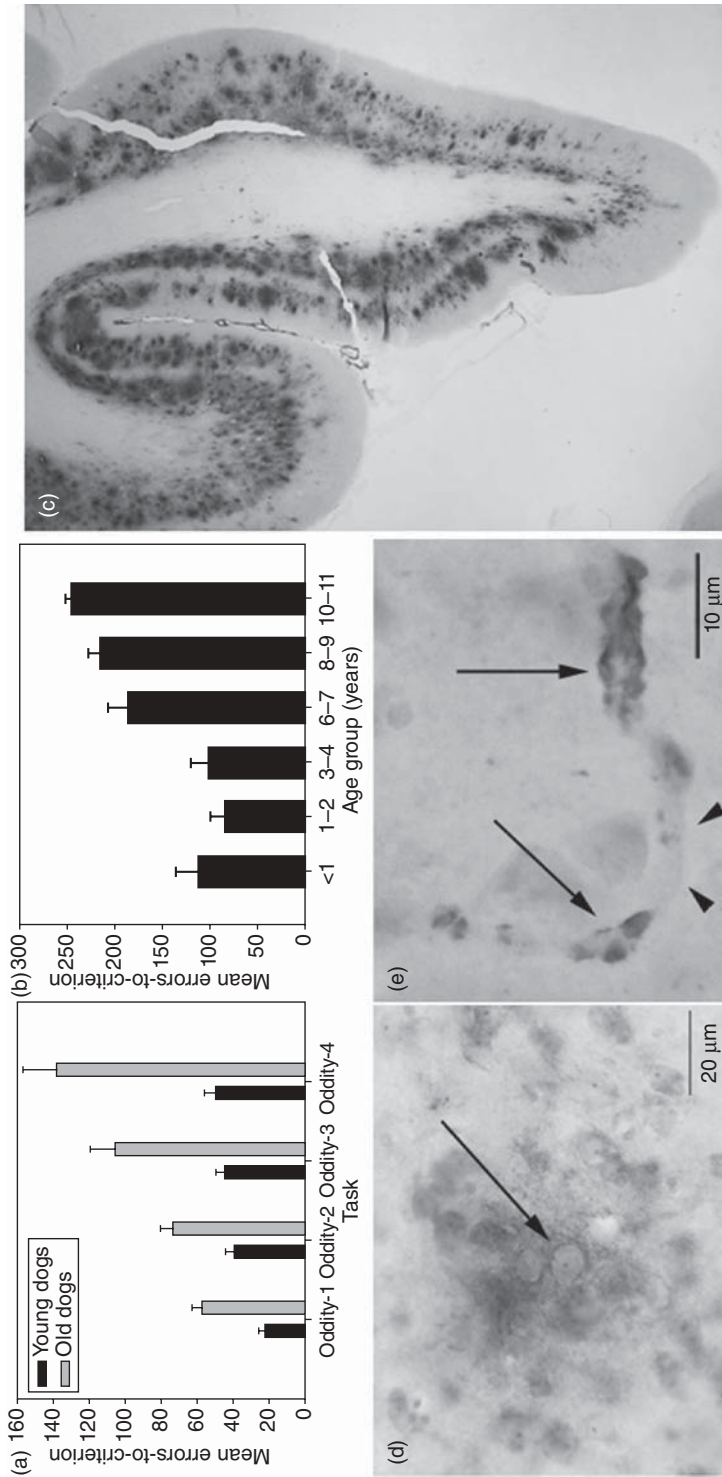 (a)
Mean errors-to-criterion
160
140
120
100
80
60
40
20
0
Young dogs
Old dogs
Oddity-1 Oddity-2 Oddity-3 Oddity-4
Task
(b)
Mean errors-to-criterion
300
250
200
150
100
50
0
<1 1–2 3–4 6–7 8–9 10–11
Age group (years)
(c)
(d)
20 µm
(e)
10 µm